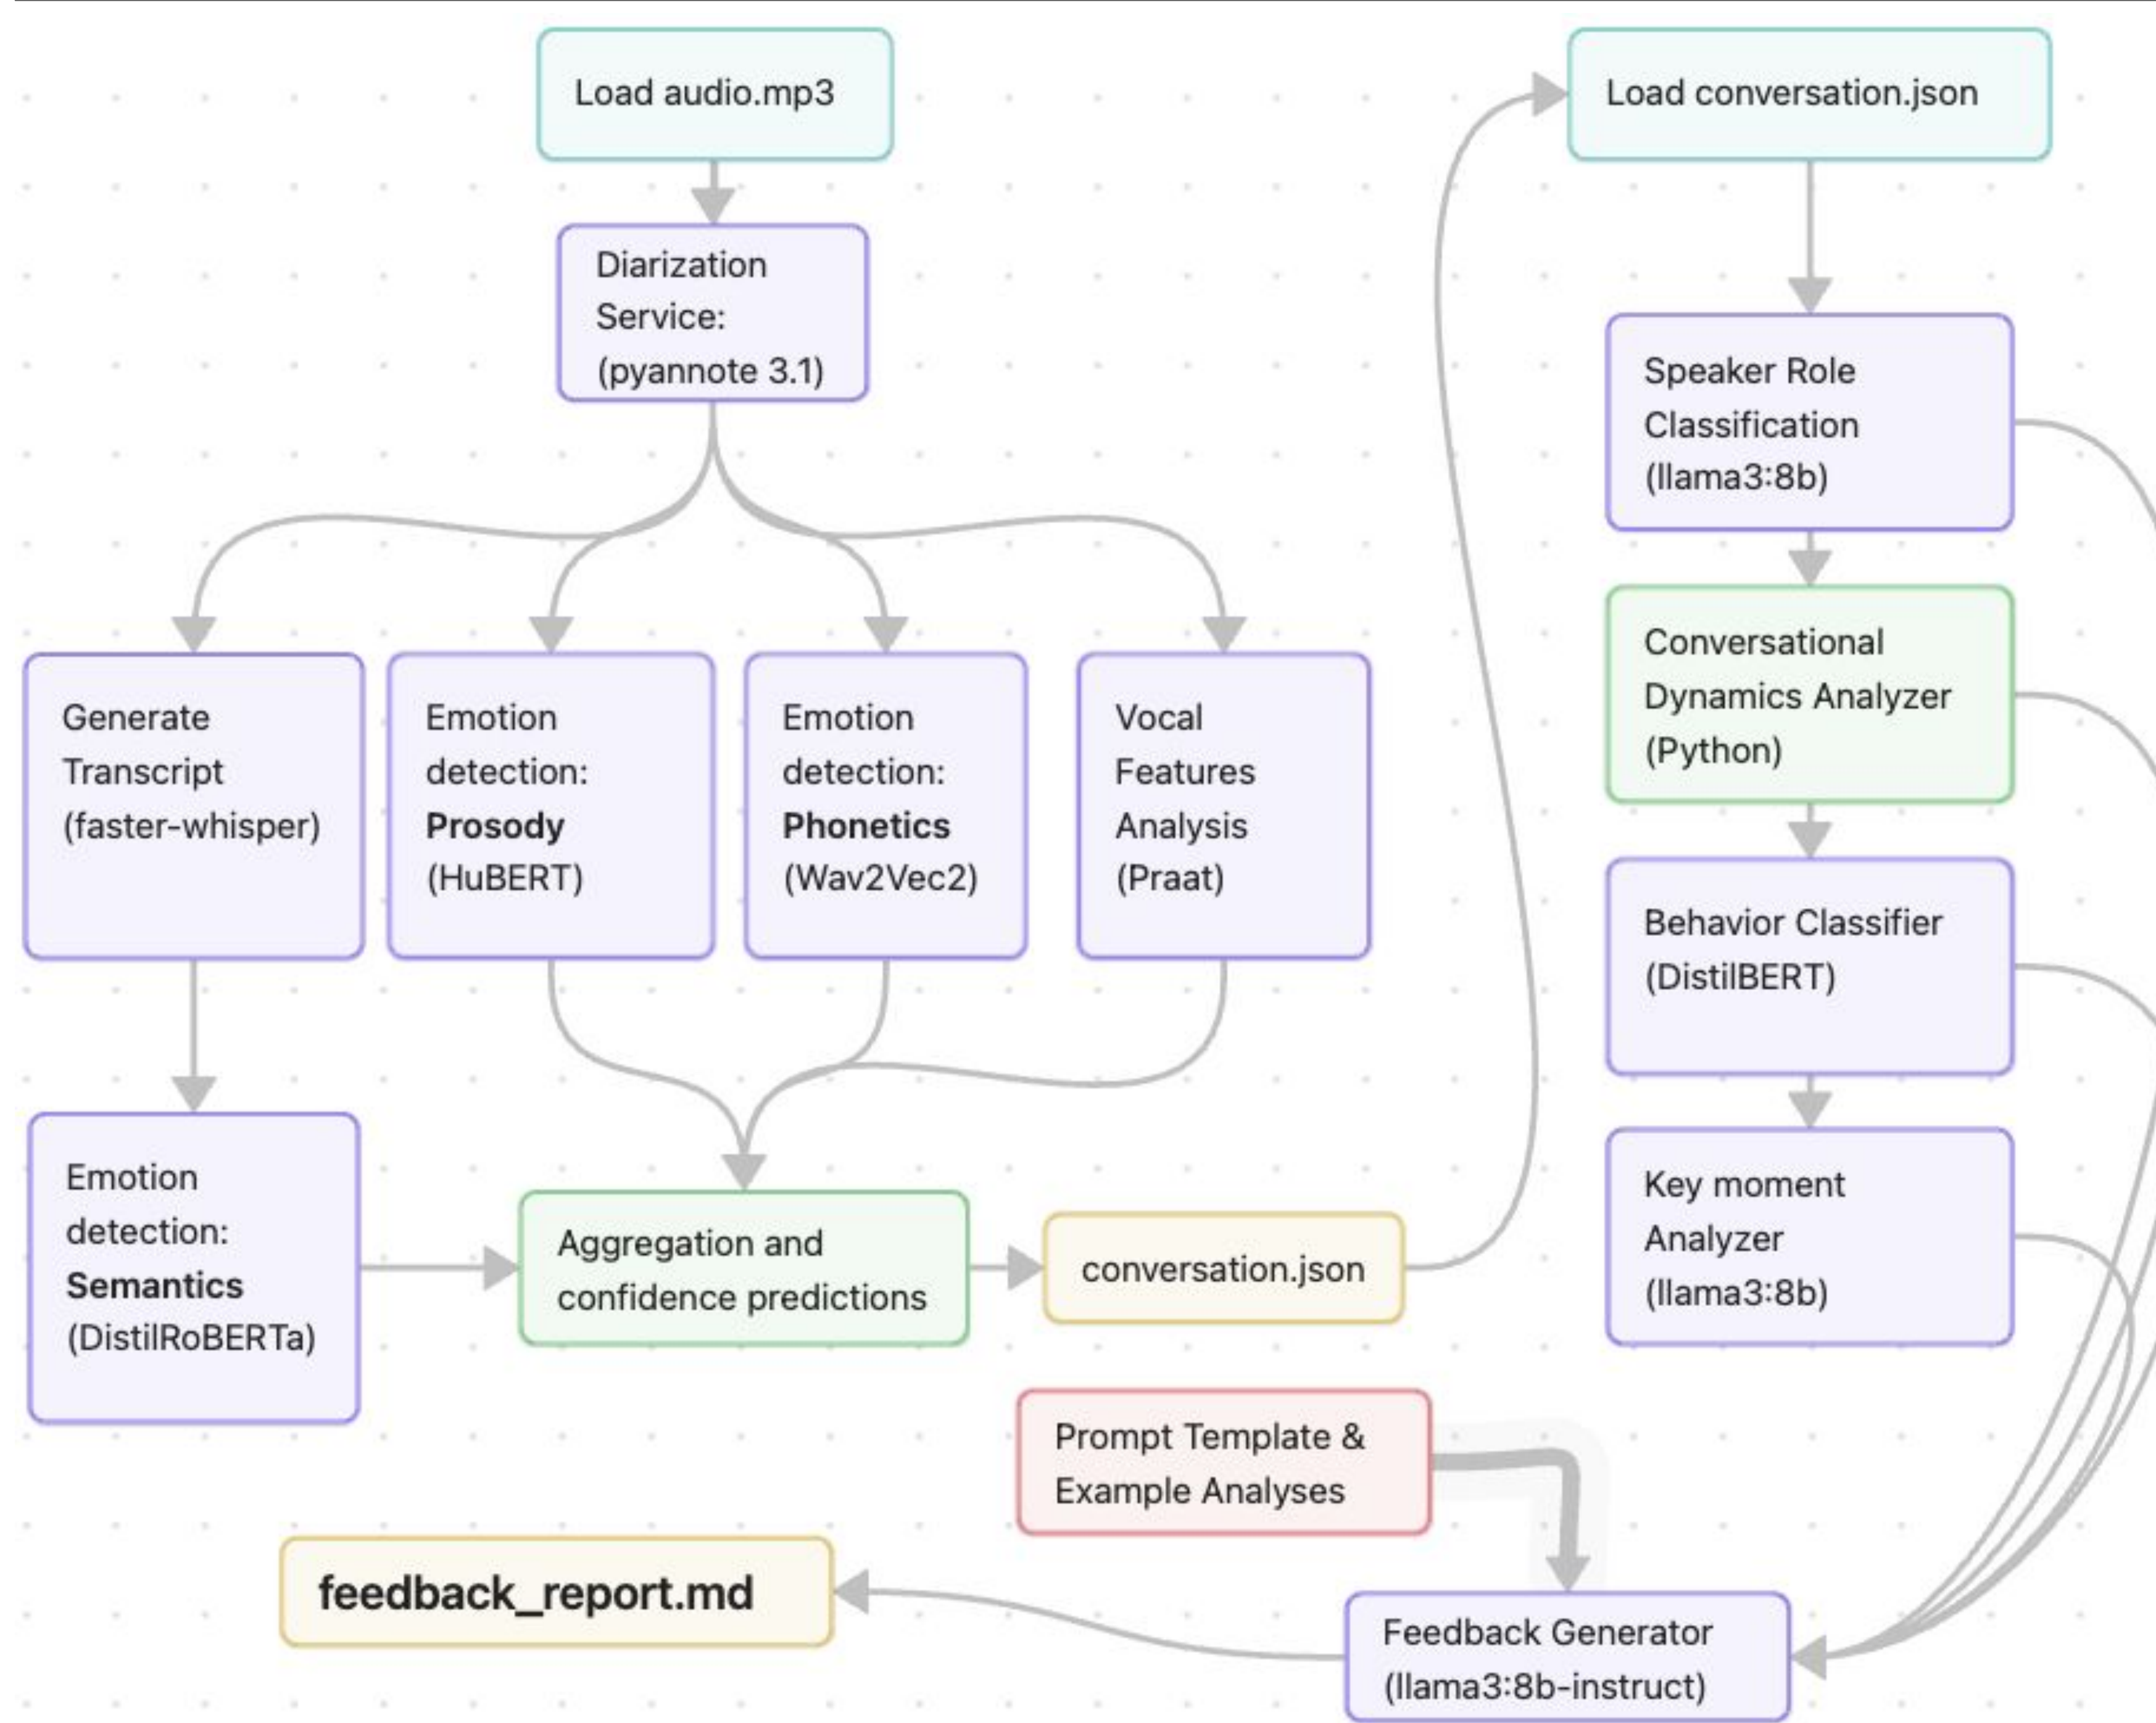 Load audio.mp3
Diarization
Service:
(pyannote 3.1)
Generate
Transcript
(faster-whisper)
Emotion
detection:
Prosody
(HuBERT)
Emotion
detection:
Phonetics
(Wav2Vec2)
Vocal
Features
Analysis
(Praat)
Emotion
detection:
Semantics
(DistilRoBERTa)
Aggregation and
confidence predictions
conversation.json
Load conversation.json
Speaker Role
Classification
(llama3:8b)
Conversational
Dynamics Analyzer
(Python)
Behavior Classifier
(DistilBERT)
Key moment
Analyzer
(llama3:8b)
Prompt Template &
Example Analyses
Feedback Generator
(llama3:8b-instruct)
feedback_report.md